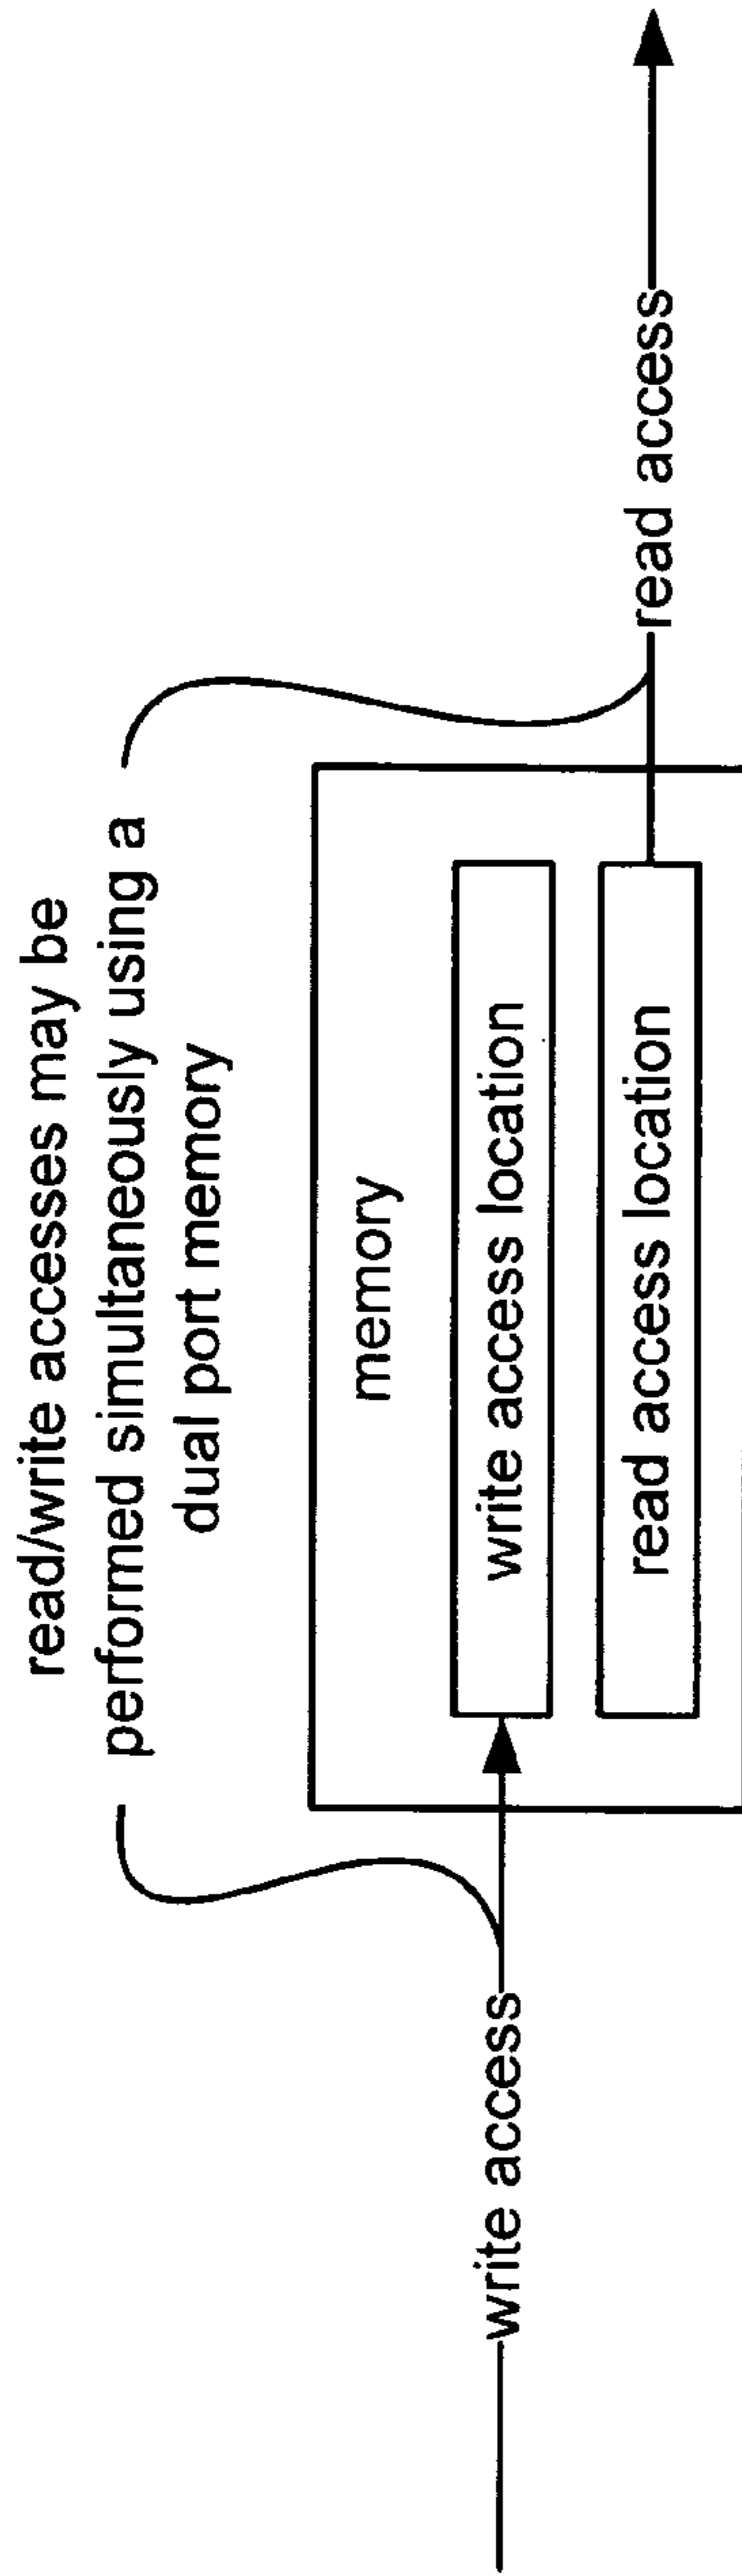 read/write accesses may be
performed simultaneously using a
dual port memory
memory
write access
write access location
read access location
read access